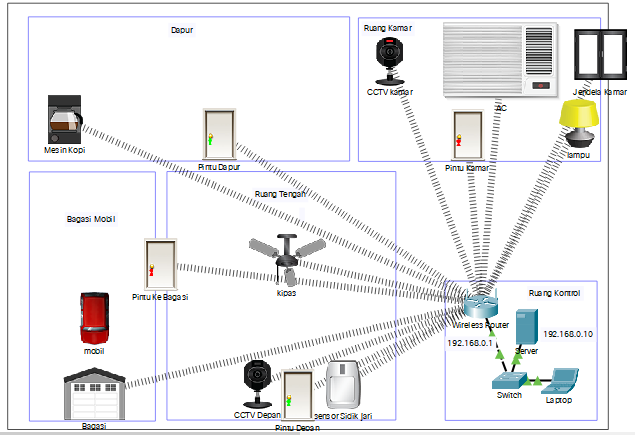 Dapur
Ruang Kamar
CCTV kamar
AC
Jendela Kamar
Mesin Kopi
Pintu Dapur
Pintu Kamar
lampu
Ruang Tengah
Bagasi Mobil
Pintu Ke Bagasi
kipas
Ruang Kontrol
Wireless Router
192.168.0.1
192.168.0.10
Server
mobil
Switch
Laptop
Bagasi
CCTV Depan
sensor Sidik jari
Pintu Depan